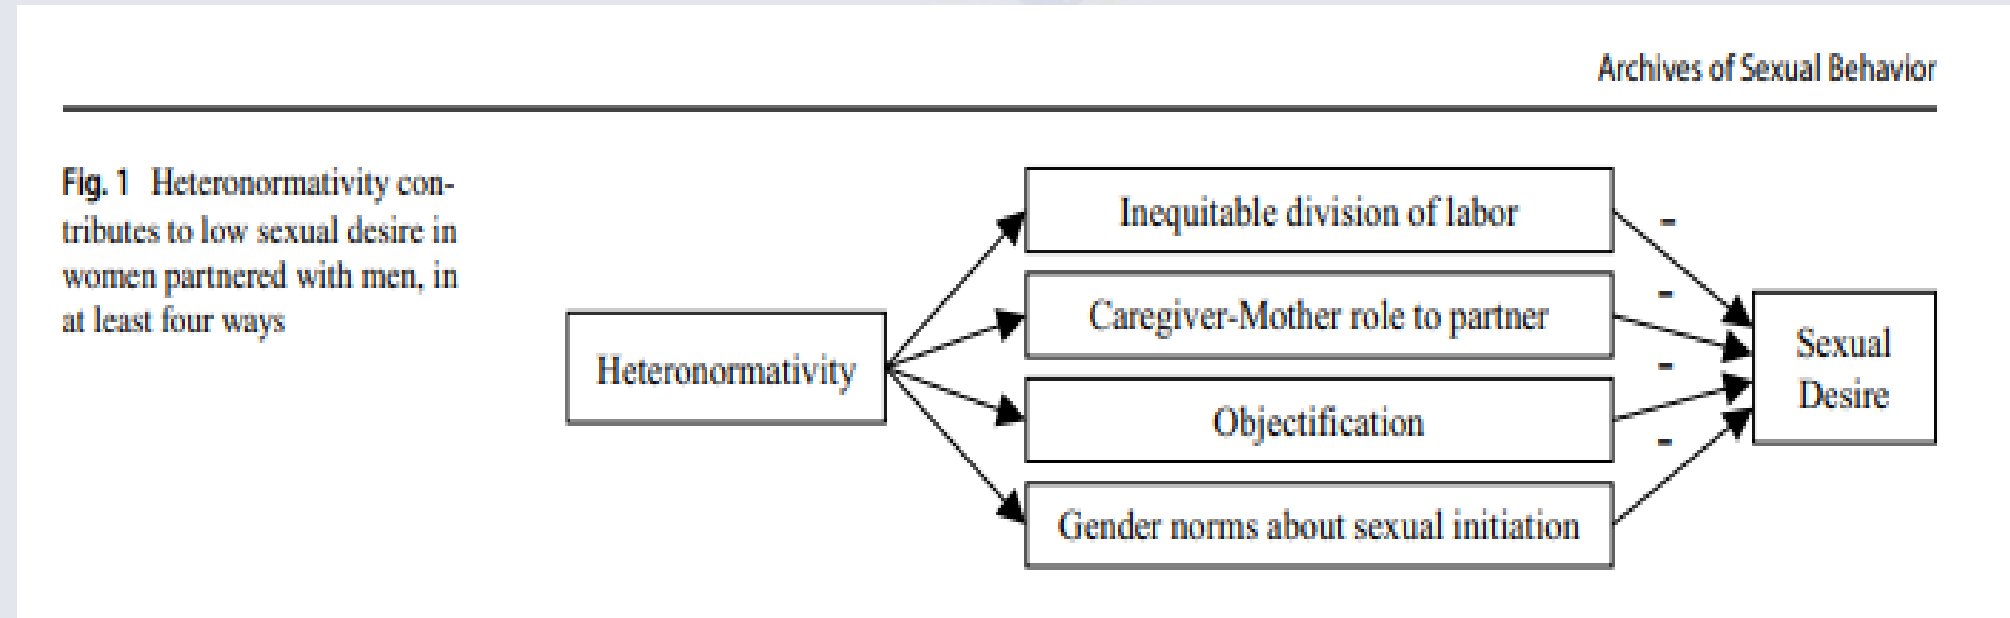 Archives of Sexual Behavior
Fig. 1 Heteronormativity con-
tributes to low sexual desire in
women partnered with men, in
at least four ways
Heteronormativity
Inequitable division of labor
Caregiver-Mother role to partner
Objectification
Gender norms about sexual initiation
-
-
-
-
Sexual
Desire